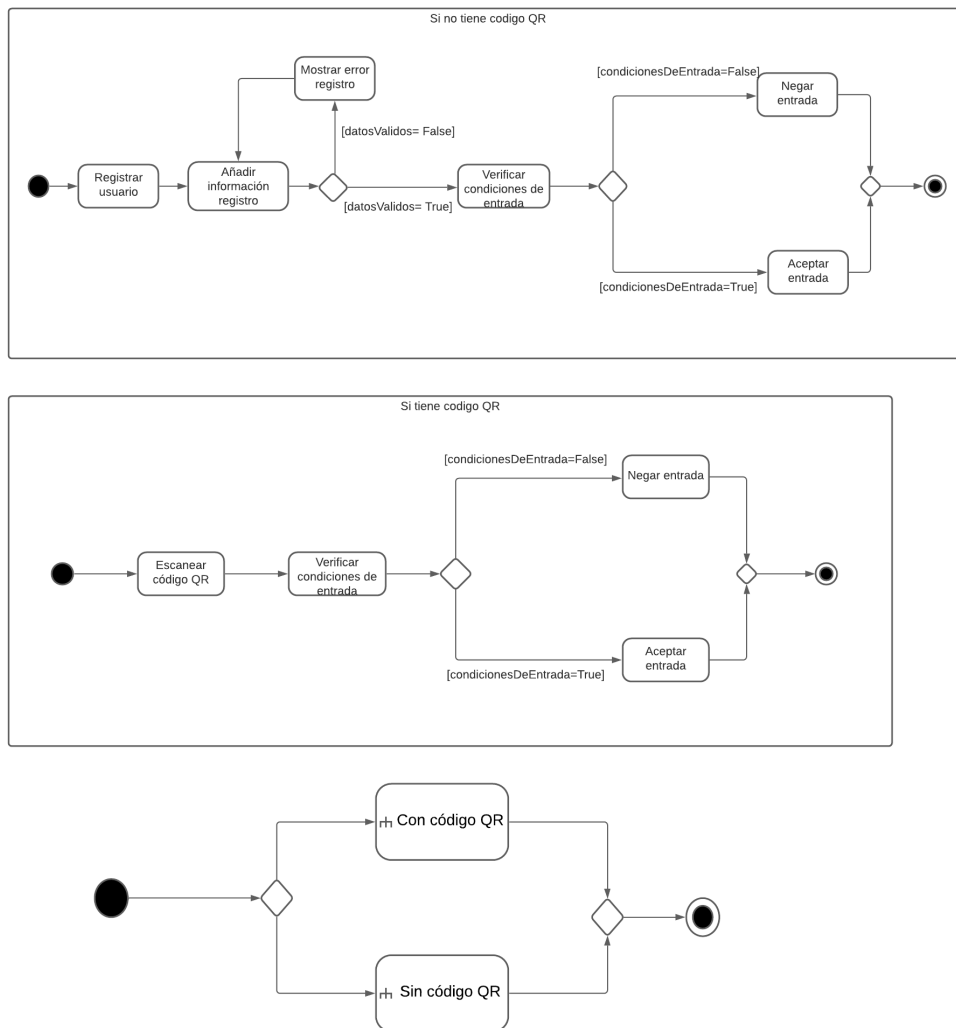 Si no tiene codigo QR
Mostrar error
registro
[condicionesDeEntrada=False]
Negar
entrada
[datosValidos= False]
Registrar
usuario
Añadir
información
registro
Verificar
condiciones de
entrada
[datosValidos= True]
Aceptar
entrada
[condicionesDeEntrada=True]
Si tiene codigo QR
[condicionesDeEntrada=False]
Negar entrada
Escanear
código QR
Verificar
condiciones de
entrada
Aceptar
entrada
[condicionesDeEntrada=True]
Con código QR
Sin código QR